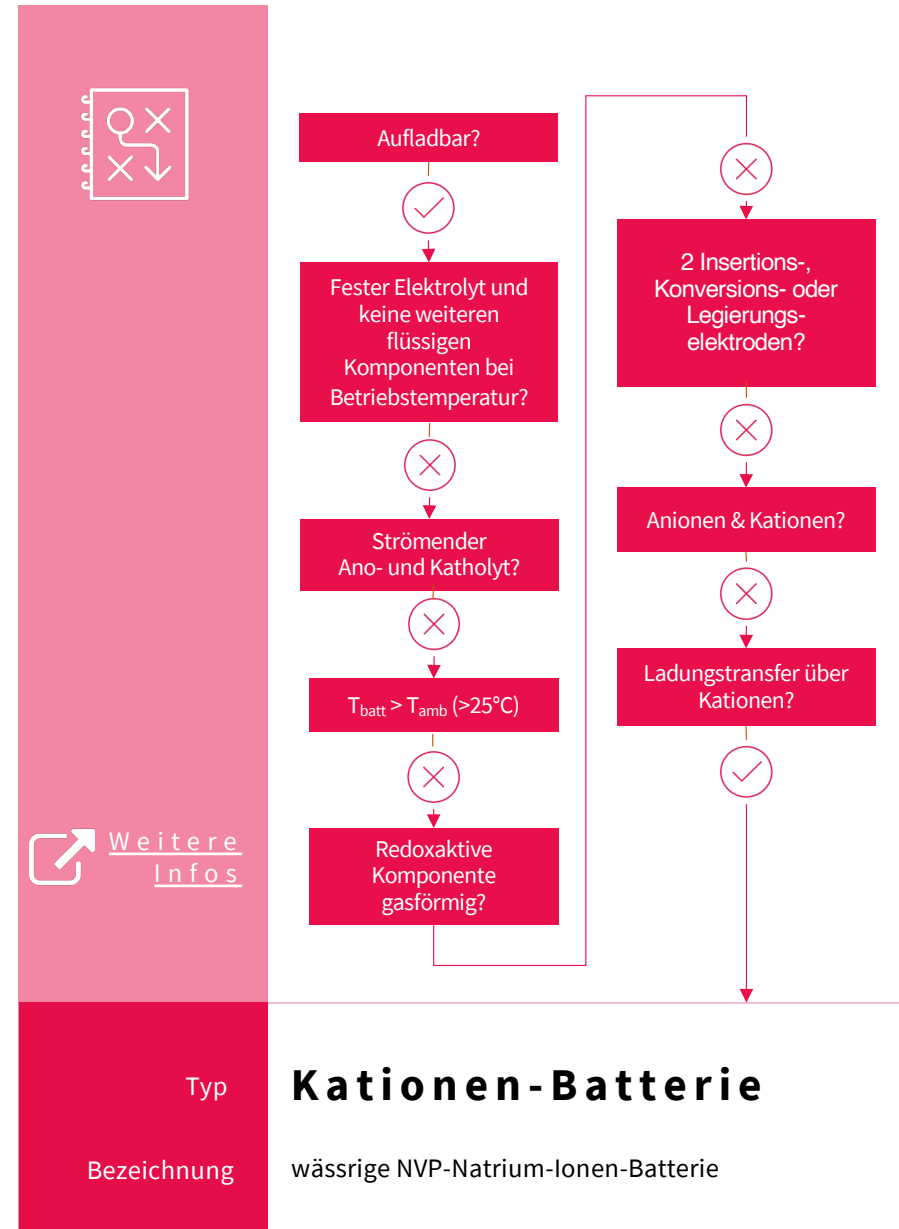 Aufladbar?
Fester Elektrolyt und
keine weiteren
flüssigen
Komponenten bei
Betriebstemperatur?
Strömender
Ano- und Katholyt?
Tbatt > Tamb (>25°C)
Redoxaktive
Komponente
gasförmig?
2 Insertions-,
Konversions- oder
Legierungs-
elektroden?
Anionen & Kationen?
Ladungstransfer über
Kationen?
Weitere
Infos
Typ
Kationen-Batterie
Bezeichnung
wässrige NVP-Natrium-Ionen-Batterie